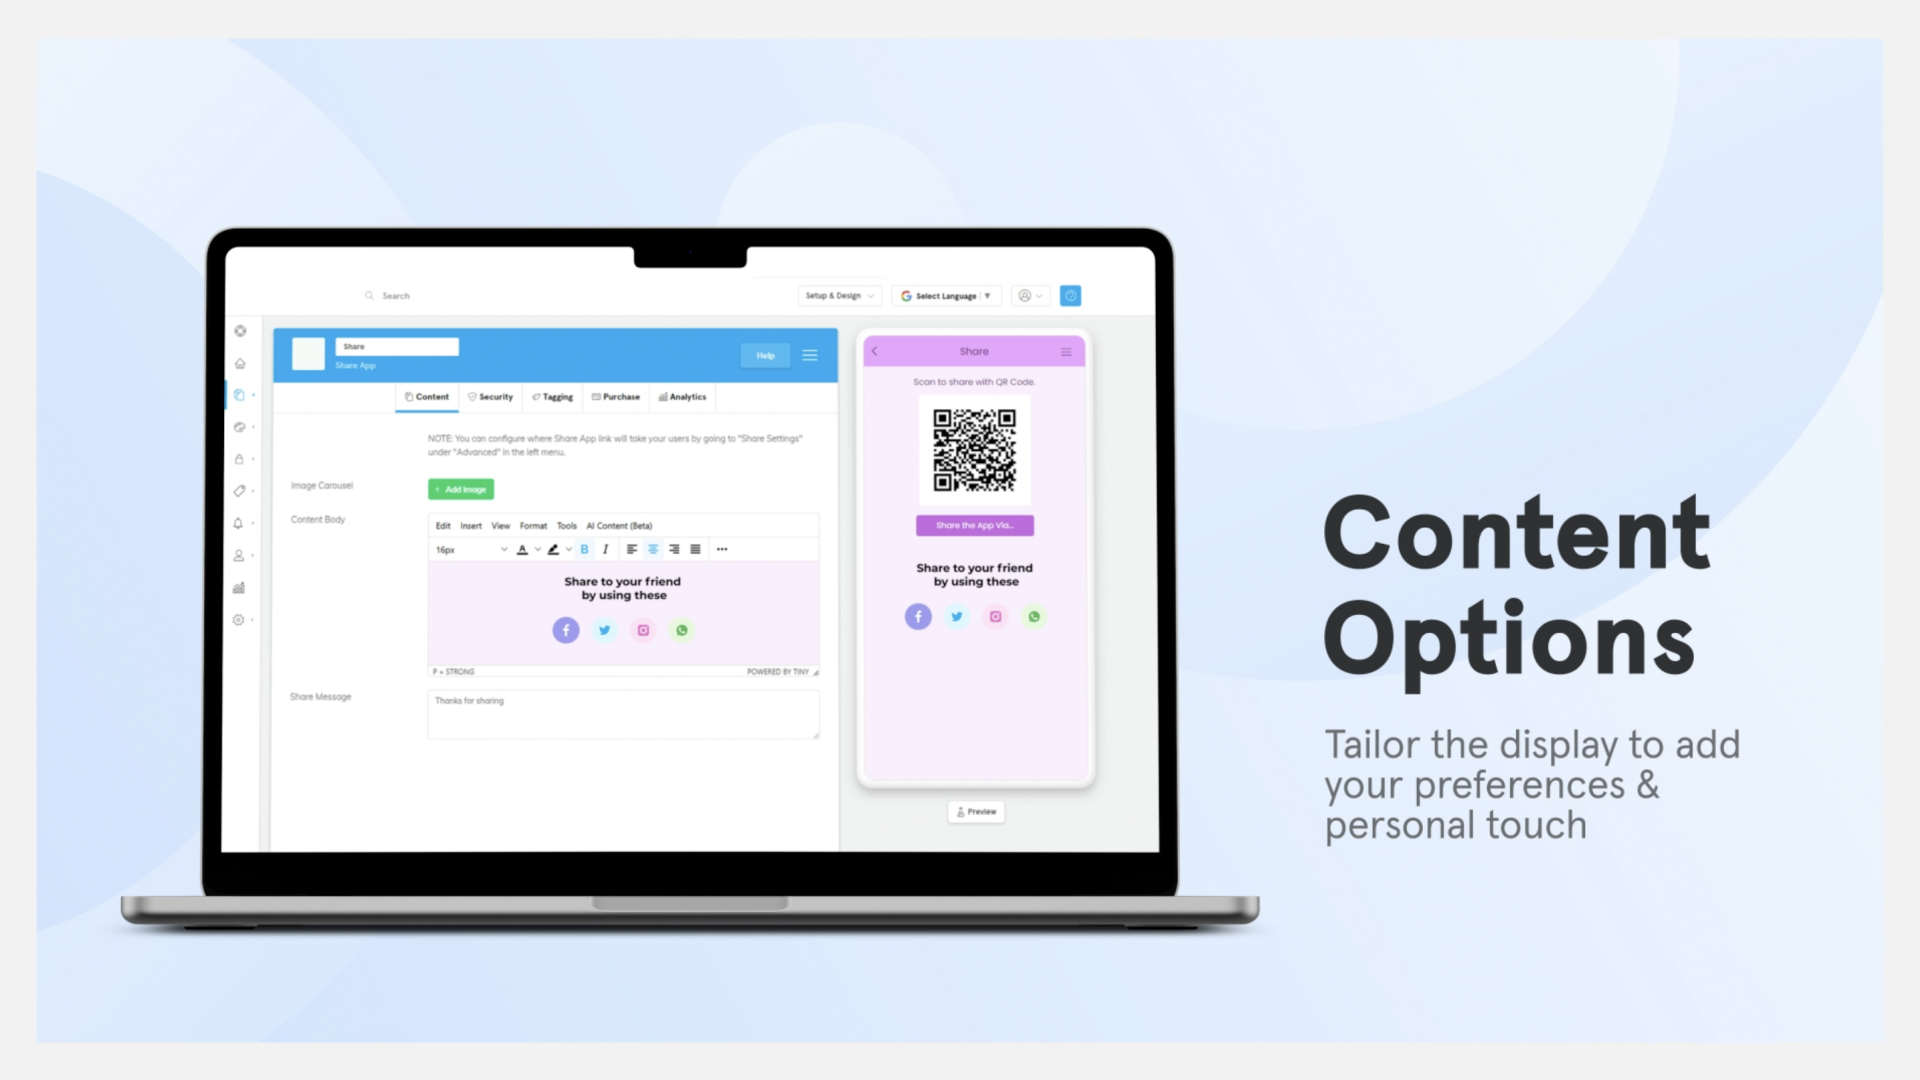 Search
Setup & Design
Select Language
Share
Share App
Help
Content
Security
Tagging
Purchase
Analytics
NOTE: You can configure where Share App link will take your users by going to "Share Settings"
under "Advanced" in the left menu.
Image Carousel
+ Add Image
Content Body
Edit Insert View Format Tools AI Content (Beta)
16px A B I
Share to your friend
by using these
P » STRONG
POWERED BY TINY
Share Message
Thanks for sharing
Share
Scan to share with QR Code.
Share the App Via...
Share to your friend
by using these
Preview
Content
Options
Tailor the display to add
your preferences &
personal touch